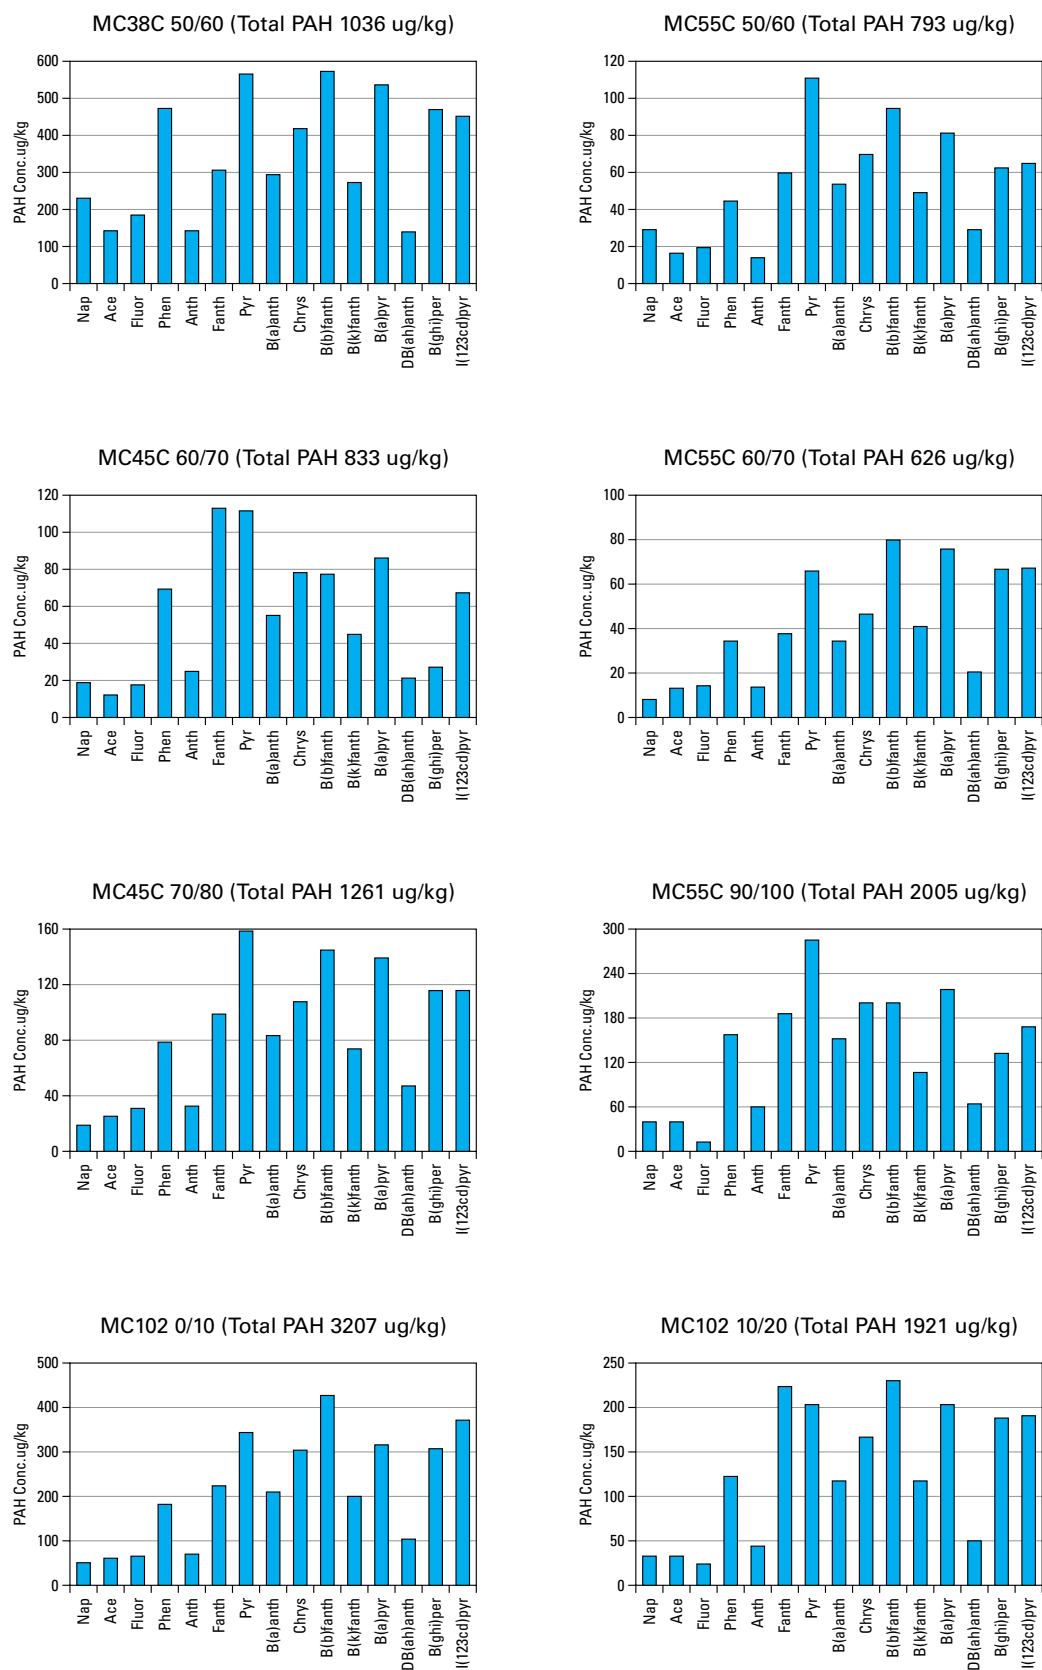 MC38C 50/60 (Total PAH 1036 ug/kg)
PAH Conc.ug/kg
600
500
400
300
200
100
0
Nap
Ace
Fluor
Phen
Anth
Fanth
Pyr
B(a)anth
Chrys
B(b)fanth
B(k)fanth
B(a)pyr
DB(ah)anth
B(ghi)per
I(123cd)pyr
MC55C 50/60 (Total PAH 793 ug/kg)
PAH Conc.ug/kg
120
100
80
60
40
20
0
Nap
Ace
Fluor
Phen
Anth
Fanth
Pyr
B(a)anth
Chrys
B(b)fanth
B(k)fanth
B(a)pyr
DB(ah)anth
B(ghi)per
I(123cd)pyr
MC45C 60/70 (Total PAH 833 ug/kg)
PAH Conc.ug/kg
120
100
80
60
40
20
0
Nap
Ace
Fluor
Phen
Anth
Fanth
Pyr
B(a)anth
Chrys
B(b)fanth
B(k)fanth
B(a)pyr
DB(ah)anth
B(ghi)per
I(123cd)pyr
MC55C 60/70 (Total PAH 626 ug/kg)
PAH Conc.ug/kg
100
80
60
40
20
0
Nap
Ace
Fluor
Phen
Anth
Fanth
Pyr
B(a)anth
Chrys
B(b)fanth
B(k)fanth
B(a)pyr
DB(ah)anth
B(ghi)per
I(123cd)pyr
MC45C 70/80 (Total PAH 1261 ug/kg)
PAH Conc.ug/kg
160
120
80
40
0
Nap
Ace
Fluor
Phen
Anth
Fanth
Pyr
B(a)anth
Chrys
B(b)fanth
B(k)fanth
B(a)pyr
DB(ah)anth
B(ghi)per
I(123cd)pyr
MC55C 90/100 (Total PAH 2005 ug/kg)
PAH Conc.ug/kg
300
240
180
120
60
0
Nap
Ace
Fluor
Phen
Anth
Fanth
Pyr
B(a)anth
Chrys
B(b)fanth
B(k)fanth
B(a)pyr
DB(ah)anth
B(ghi)per
I(123cd)pyr
MC102 0/10 (Total PAH 3207 ug/kg)
PAH Conc.ug/kg
500
400
300
200
100
0
Nap
Ace
Fluor
Phen
Anth
Fanth
Pyr
B(a)anth
Chrys
B(b)fanth
B(k)fanth
B(a)pyr
DB(ah)anth
B(ghi)per
I(123cd)pyr
MC102 10/20 (Total PAH 1921 ug/kg)
PAH Conc.ug/kg
250
200
150
100
50
0
Nap
Ace
Fluor
Phen
Anth
Fanth
Pyr
B(a)anth
Chrys
B(b)fanth
B(k)fanth
B(a)pyr
DB(ah)anth
B(ghi)per
I(123cd)pyr